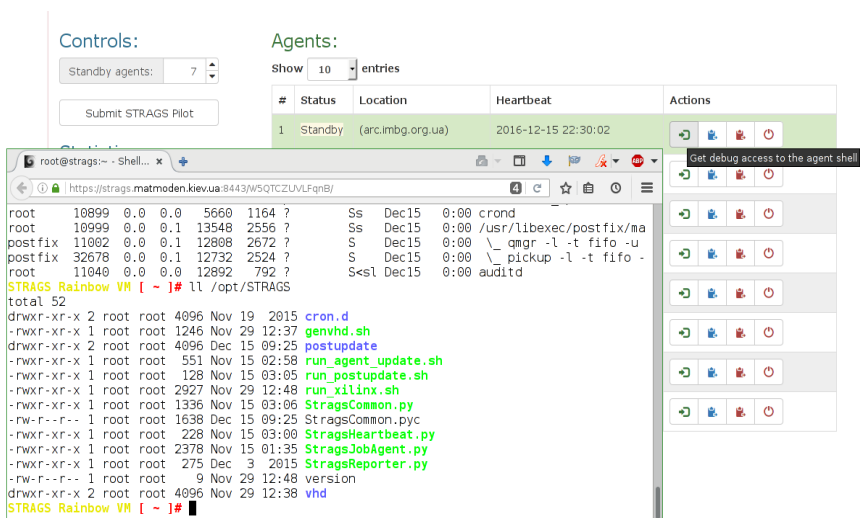 Controls:
Standby agents: 7
Submit STRAGS Pilot
Agents:
Show 10 entries
# Status Location Heartbeat Actions
1 Standby (arc.imbg.org.ua) 2016-12-15 22:30:02
Get debug access to the agent shell
root@strags:~ - Shell... ×
ABP
https://strags.matmoden.kiev.ua:8443/W5QTCZUVLFqnB/
4
root 10899 0.0 0.0 5660 1164 ? Ss Dec15 0:00 crond
root 10999 0.0 0.1 13548 2556 ? Ss Dec15 0:00 /usr/libexec/postfix/ma
postfix 11002 0.0 0.1 12808 2672 ? S Dec15 0:00 \_ qmgr -l -t fifo -u
postfix 32678 0.0 0.1 12732 2524 ? S Dec15 0:00 \_ pickup -l -t fifo -
root 11040 0.0 0.0 12892 792 ? S<sl Dec15 0:00 auditd
STRAGS Rainbow VM [ ~ ]# ll /opt/STRAGS
total 52
drwxr-xr-x 2 root root 4096 Nov 19 2015 cron.d
-rwxr-xr-x 1 root root 1246 Nov 29 12:37 genvhd.sh
drwxr-xr-x 2 root root 4096 Dec 15 09:25 postupdate
-rwxr-xr-x 1 root root 551 Nov 15 02:58 run_agent_update.sh
-rwxr-xr-x 1 root root 128 Nov 15 03:05 run_postupdate.sh
-rwxr-xr-x 1 root root 2927 Nov 29 12:48 run_xilinx.sh
-rwxr-xr-x 1 root root 1336 Nov 15 03:06 StragsCommon.py
-rw-r--r-- 1 root root 1638 Dec 15 09:25 StragsCommon.pyc
-rwxr-xr-x 1 root root 228 Nov 15 03:00 StragsHeartbeat.py
-rwxr-xr-x 1 root root 2378 Nov 15 01:35 StragsJobAgent.py
-rwxr-xr-x 1 root root 275 Dec 3 2015 StragsReporter.py
-rw-r--r-- 1 root root 9 Nov 29 12:48 version
drwxr-xr-x 2 root root 4096 Nov 29 12:38 vhd
STRAGS Rainbow VM [ ~ ]#